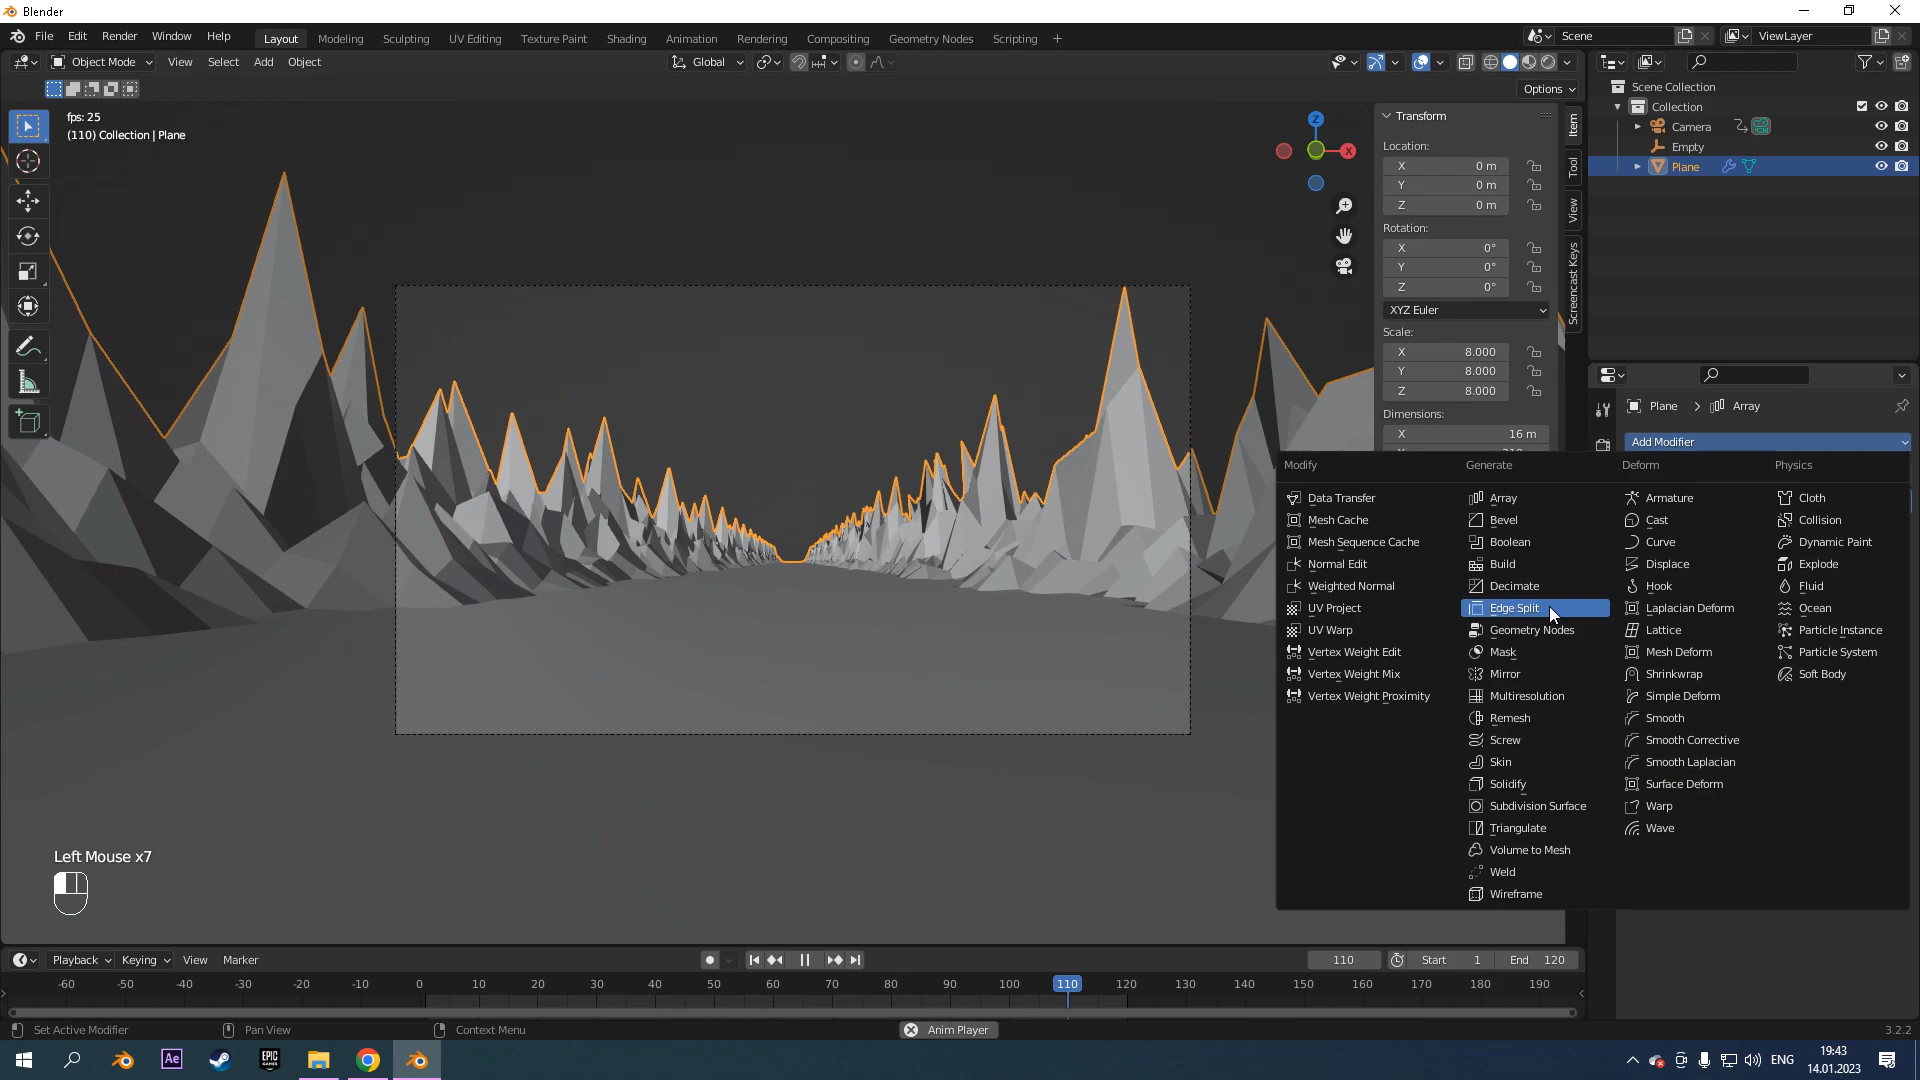 Blender
File Edit Render Window Help Layout Modeling Sculpting UV Editing Texture Paint Shading Animation Rendering Compositing Geometry Nodes Scripting +
Scene ViewLayer
Object Mode View Select Add Object Global
Options
fps: 25
(110) Collection | Plane
Z
X
Transform
Location:
X 0 m
Y 0 m
Z 0 m
Rotation:
X 0°
Y 0°
Z 0°
XYZ Euler
Scale:
X 8.000
Y 8.000
Z 8.000
Dimensions:
X 16 m
Item
Tool
View
Screencast Keys
Scene Collection
Collection
Camera
Empty
Plane
Plane > Array
Add Modifier
Modify
Data Transfer
Mesh Cache
Mesh Sequence Cache
Normal Edit
Weighted Normal
UV Project
UV Warp
Vertex Weight Edit
Vertex Weight Mix
Vertex Weight Proximity
Generate
Array
Bevel
Boolean
Build
Decimate
Edge Split
Geometry Nodes
Mask
Mirror
Multiresolution
Remesh
Screw
Skin
Solidify
Subdivision Surface
Triangulate
Volume to Mesh
Weld
Wireframe
Deform
Armature
Cast
Curve
Displace
Hook
Laplacian Deform
Lattice
Mesh Deform
Shrinkwrap
Simple Deform
Smooth
Smooth Corrective
Smooth Laplacian
Surface Deform
Warp
Wave
Physics
Cloth
Collision
Dynamic Paint
Explode
Fluid
Ocean
Particle Instance
Particle System
Soft Body
Left Mouse x7
Playback Keying View Marker 110 Start 1 End 120
-60 -50 -40 -30 -20 -10 0 10 20 30 40 50 60 70 80 90 100 110 120 130 140 150 160 170 180 190
Set Active Modifier Pan View Context Menu Anim Player 3.2.2
Ae EPIC GAMES ENG 19:43
14.01.2023